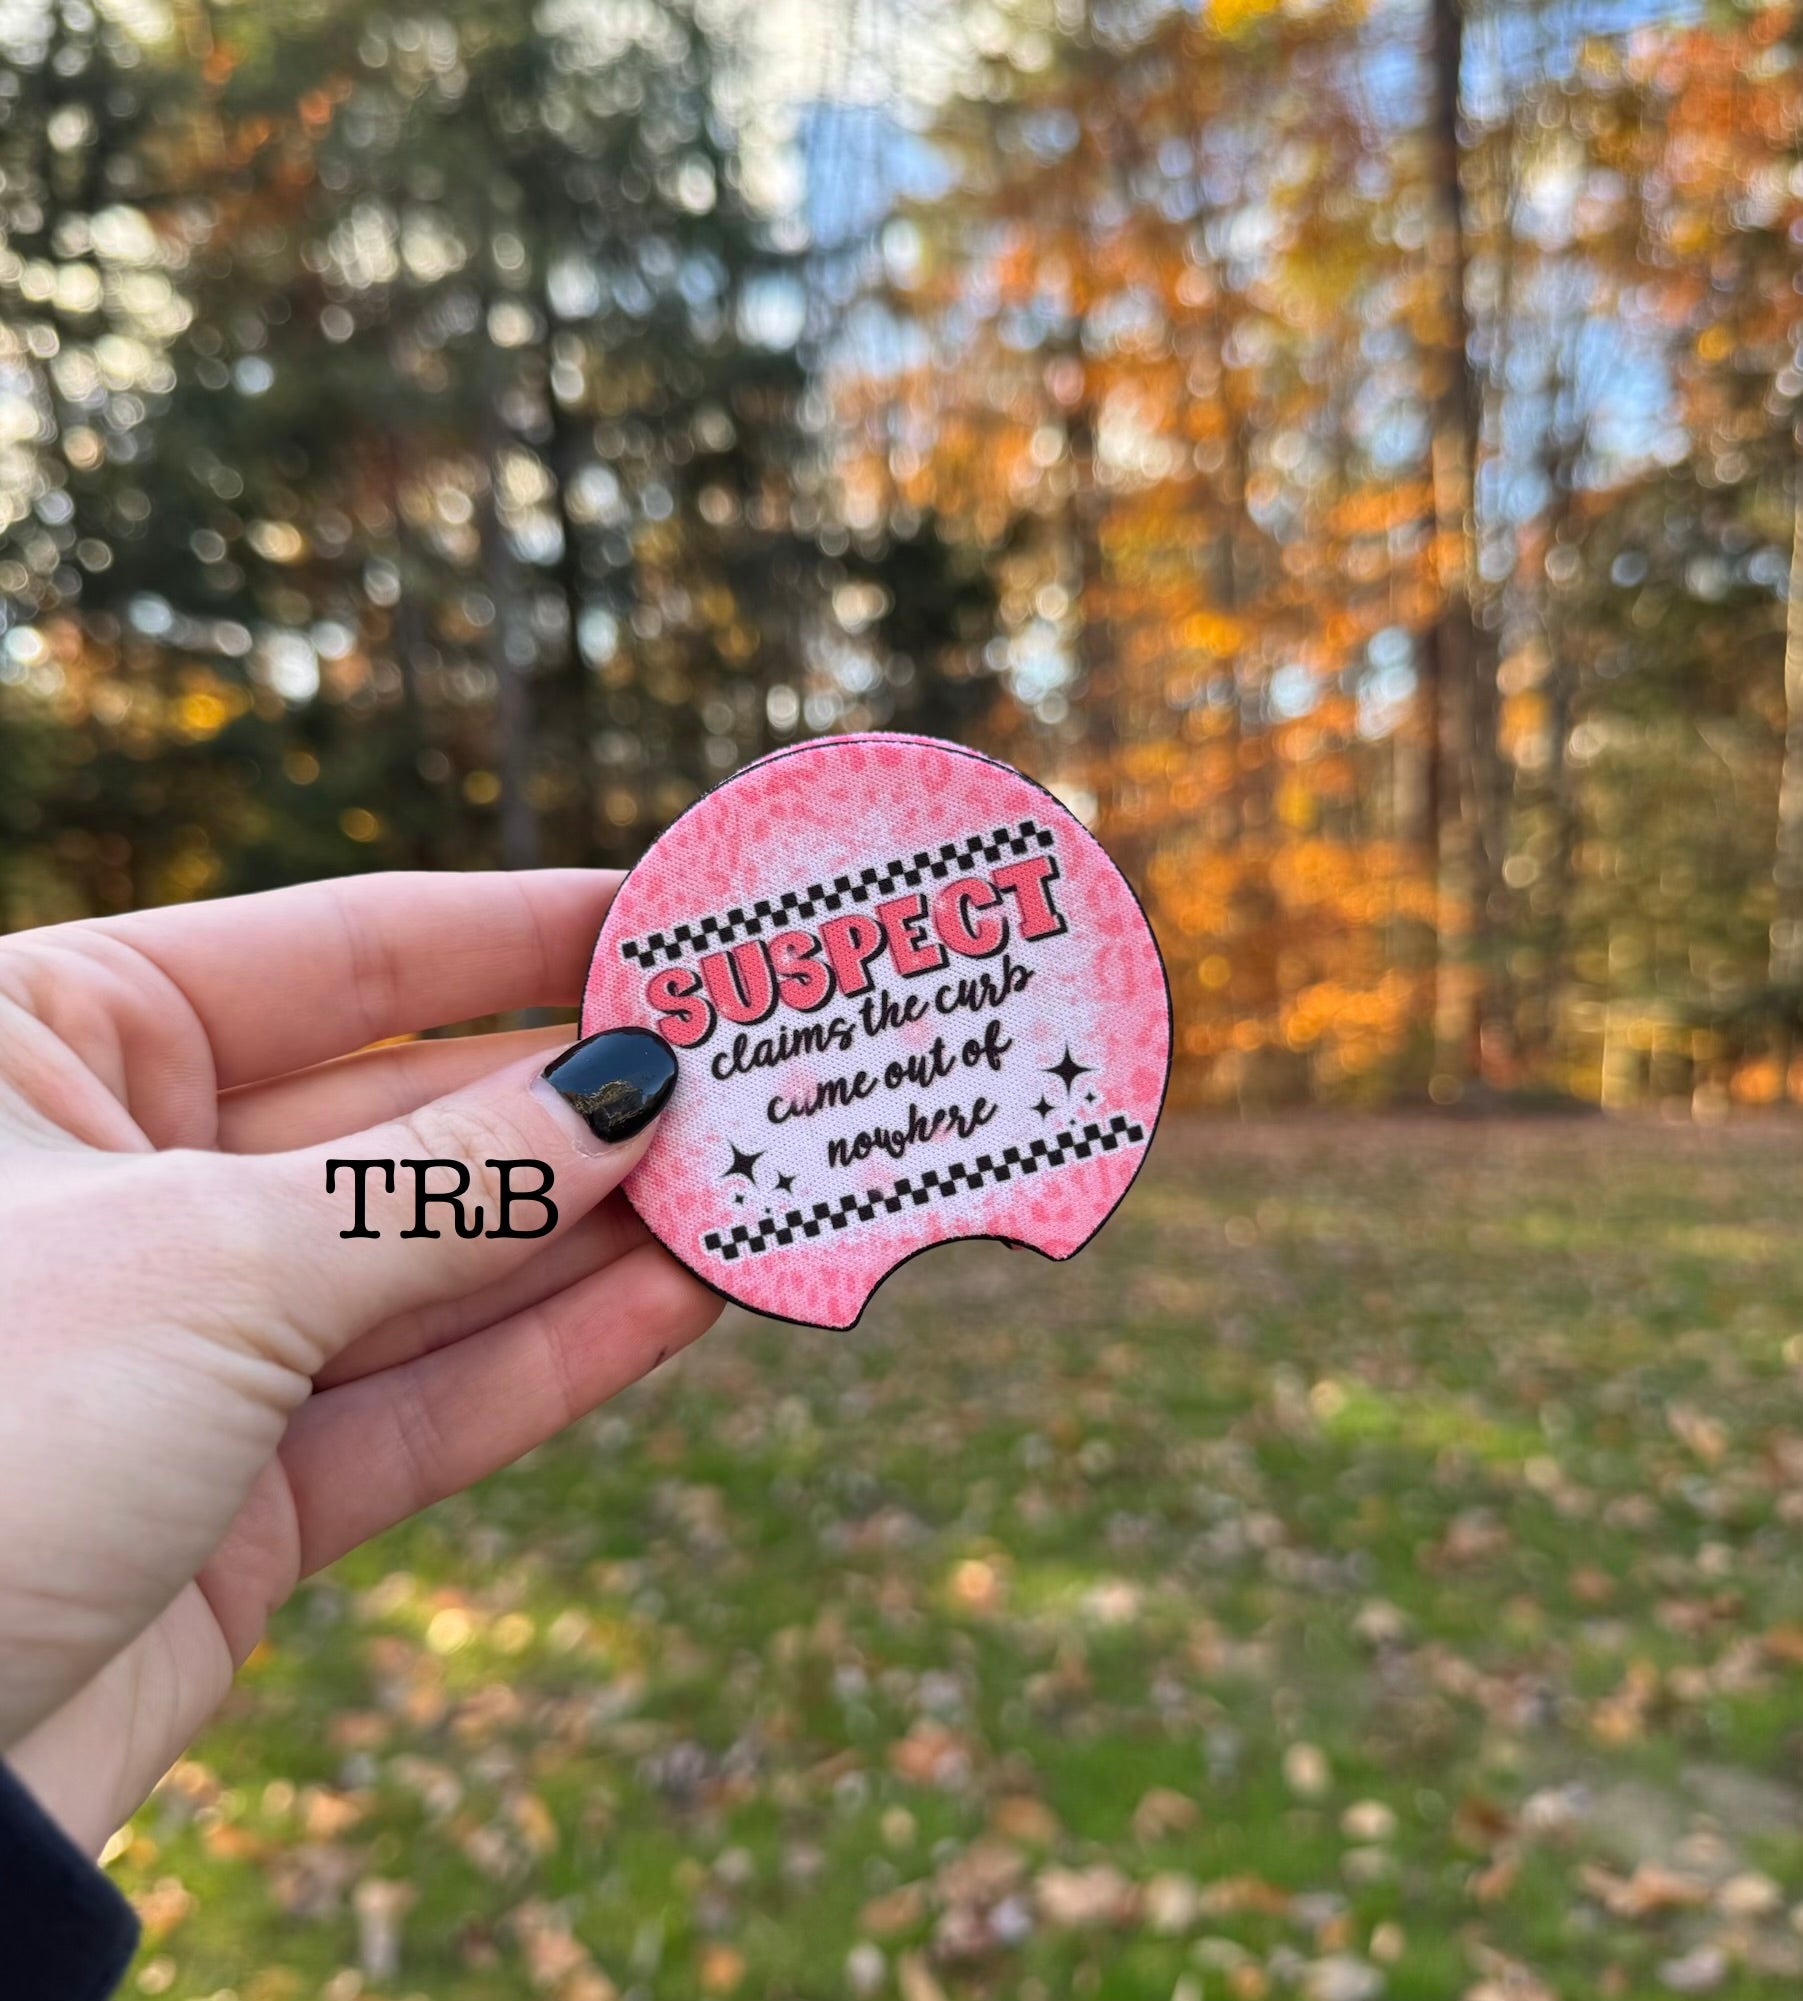 SUSPECT
claims the curb
came out of
nowhere
TRB